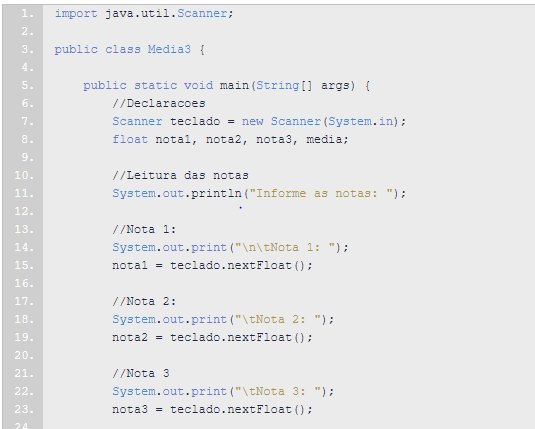 1. import java.util.Scanner;
2.
3. public class Media3 {
4.
5. public static void main(String[] args) {
6. //Declaracoes
7. Scanner teclado = new Scanner(System.in);
8. float nota1, nota2, nota3, media;
9.
10. //Leitura das notas
11. System.out.println("Informe as notas: ");
12.
13. //Nota 1:
14. System.out.print("\n\tNota 1: ");
15. nota1 = teclado.nextFloat();
16.
17. //Nota 2:
18. System.out.print("\tNota 2: ");
19. nota2 = teclado.nextFloat();
20.
21. //Nota 3
22. System.out.print("\tNota 3: ");
23. nota3 = teclado.nextFloat();
24.